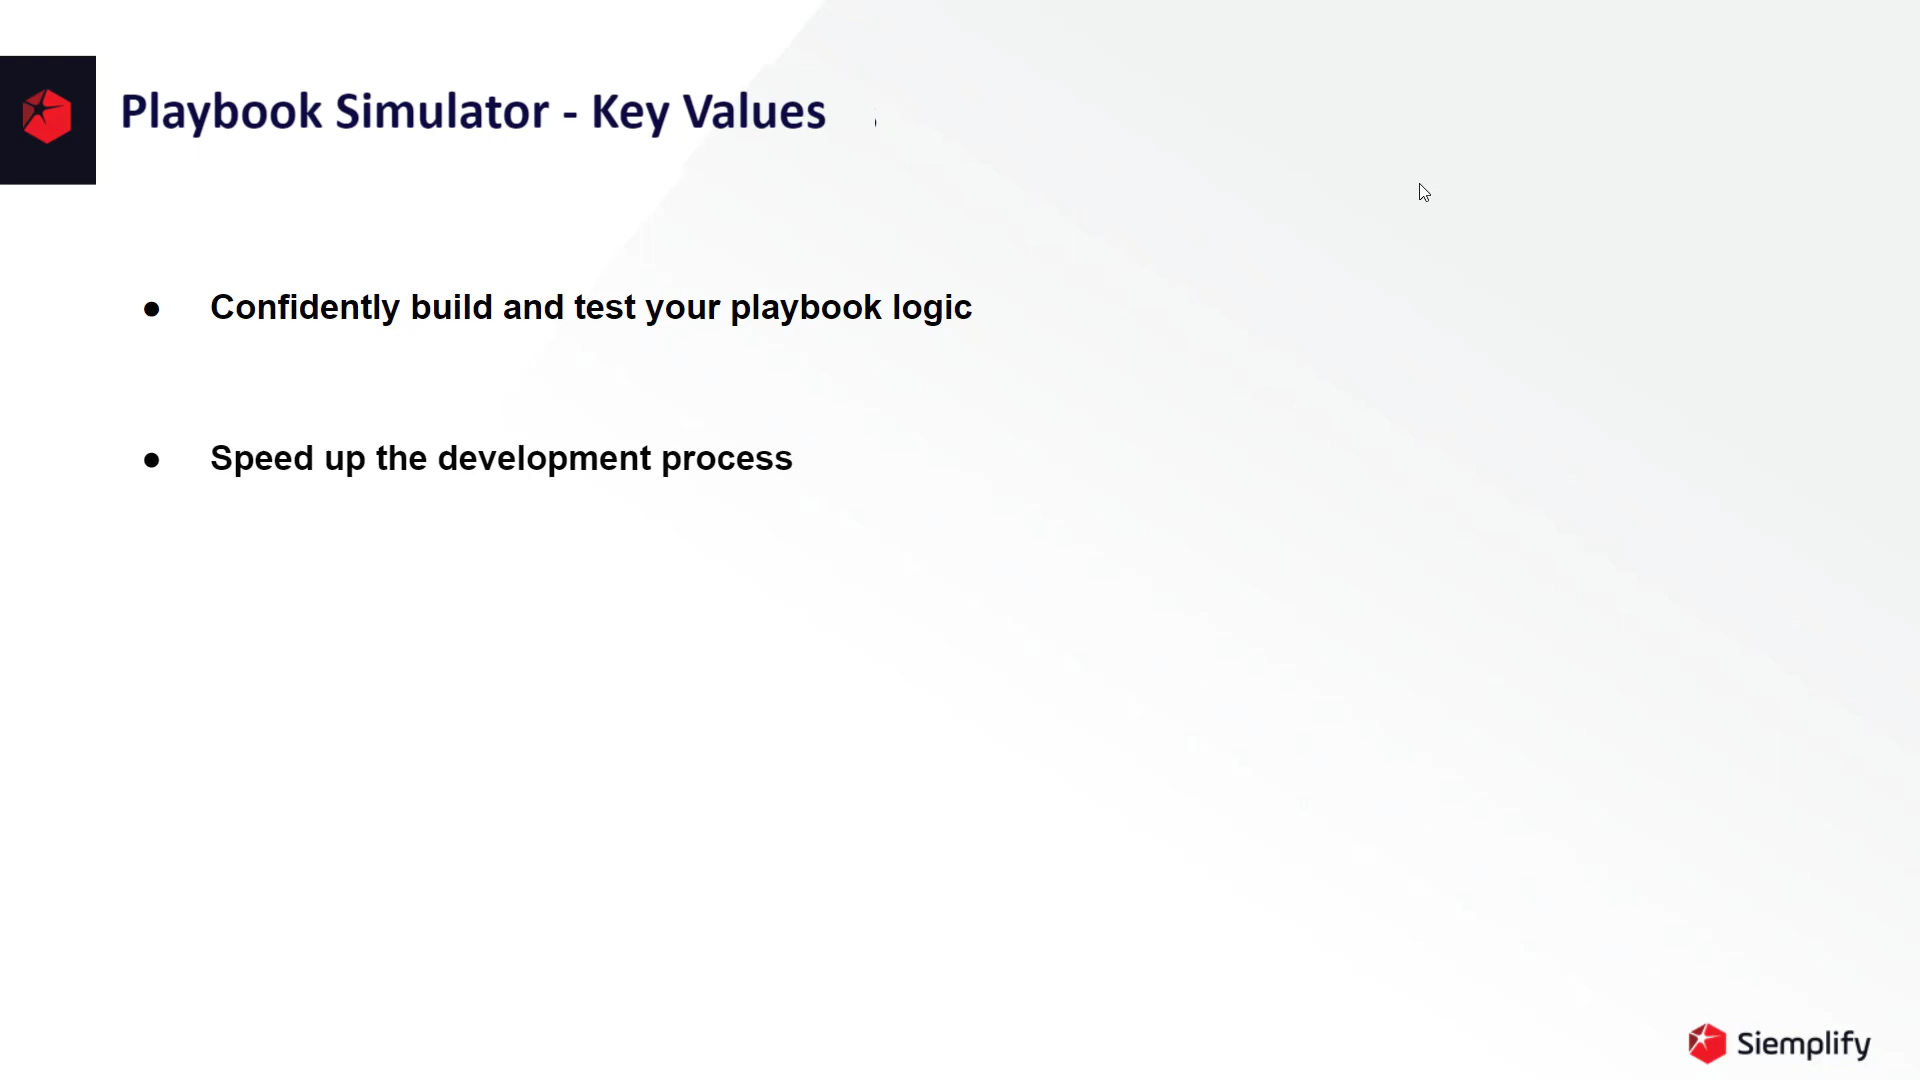 Playbook Simulator - Key Values
● Confidently build and test your playbook logic
● Speed up the development process
Siemplify